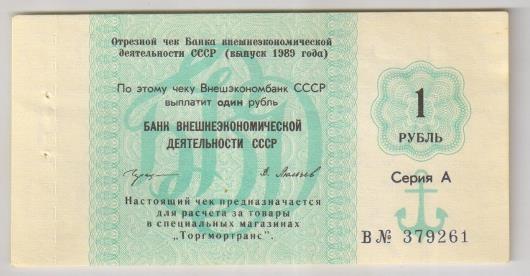 Отрезной чек Банка внешнеэкономической
деятельности СССР (выпуск 1989 года)
По этому чеку Внешэкономбанк СССР
выплатит один рубль
БАНК ВНЕШНЕЭКОНОМИЧЕСКОЙ
ДЕЯТЕЛЬНОСТИ СССР
Настоящий чек предназначается
для расчета за товары
в специальных магазинах
„Торгмортранс".
1
РУБЛЬ
Серия А
В № 379261